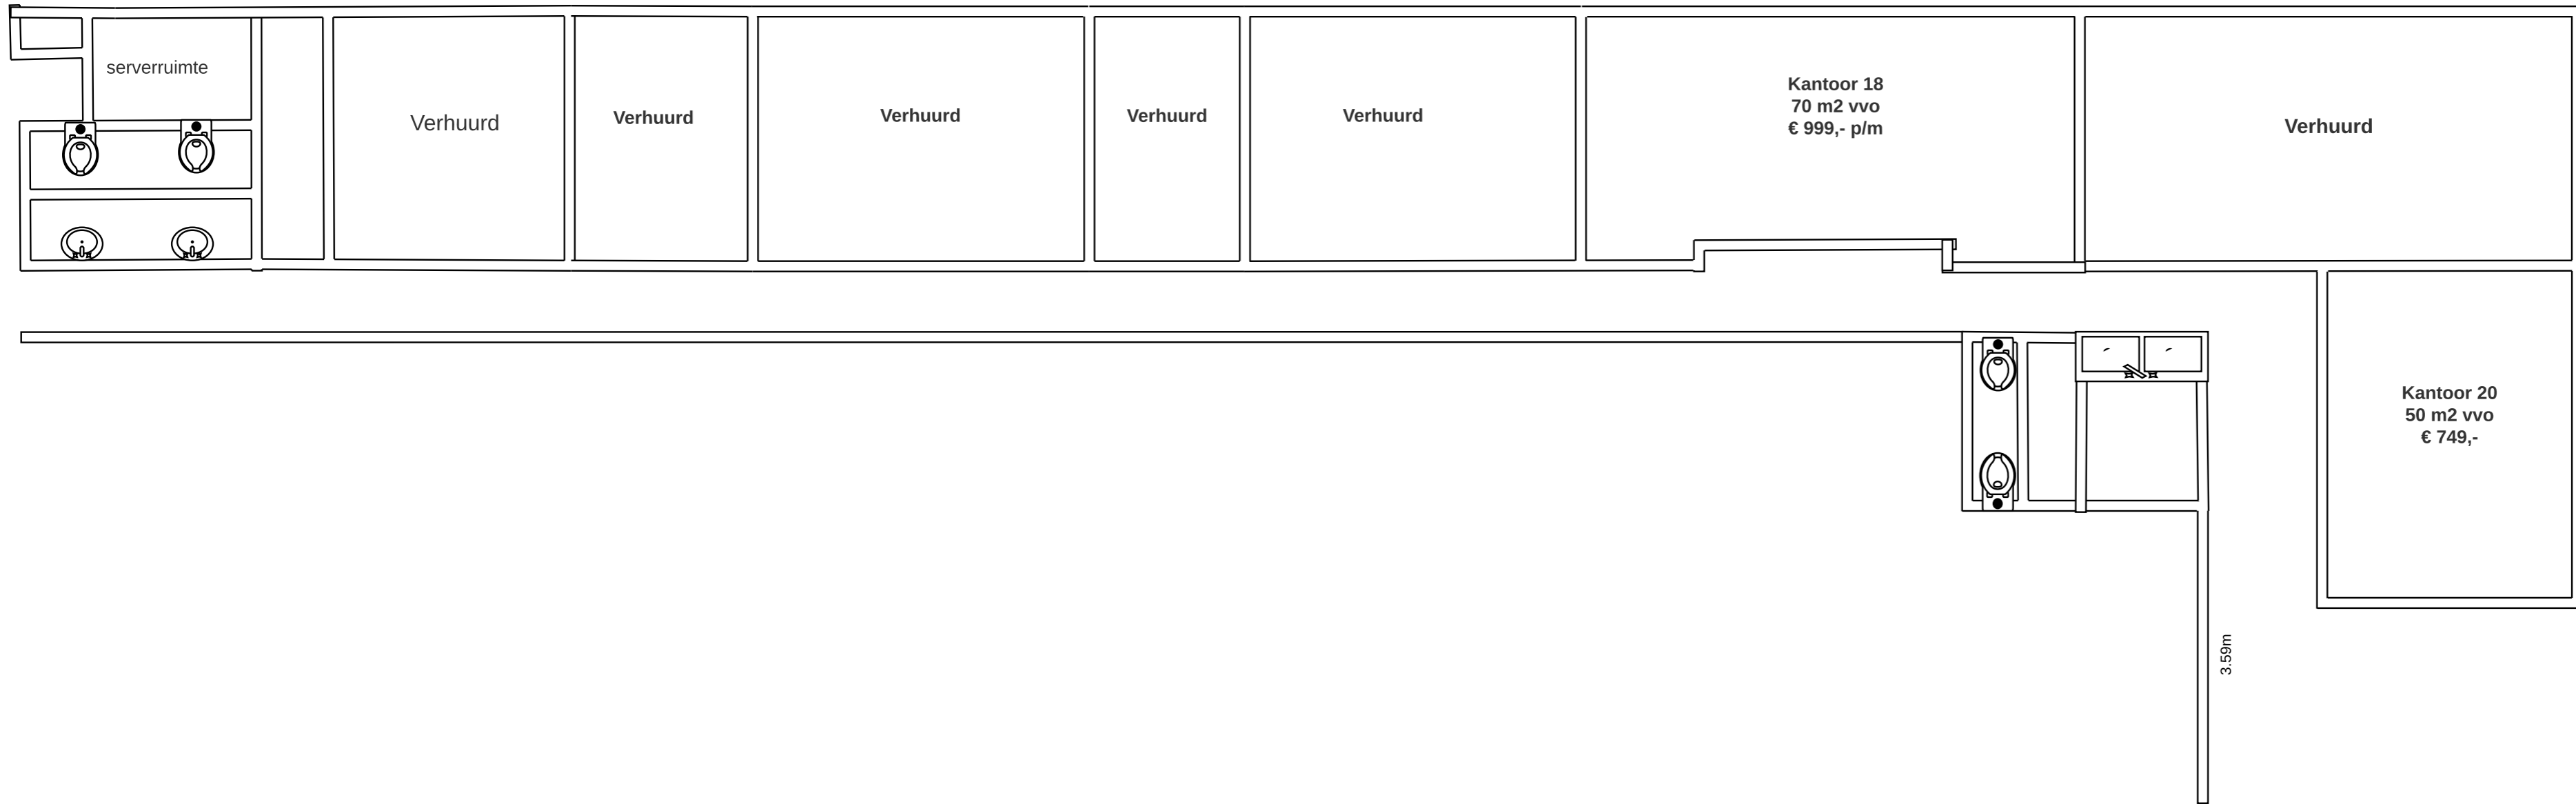 serverruimte
Verhuurd
Verhuurd
Verhuurd
Verhuurd
Verhuurd
Kantoor 18
70 m2 vvo
€ 999,- p/m
Verhuurd
Kantoor 20
50 m2 vvo
€ 749,-
3.59m